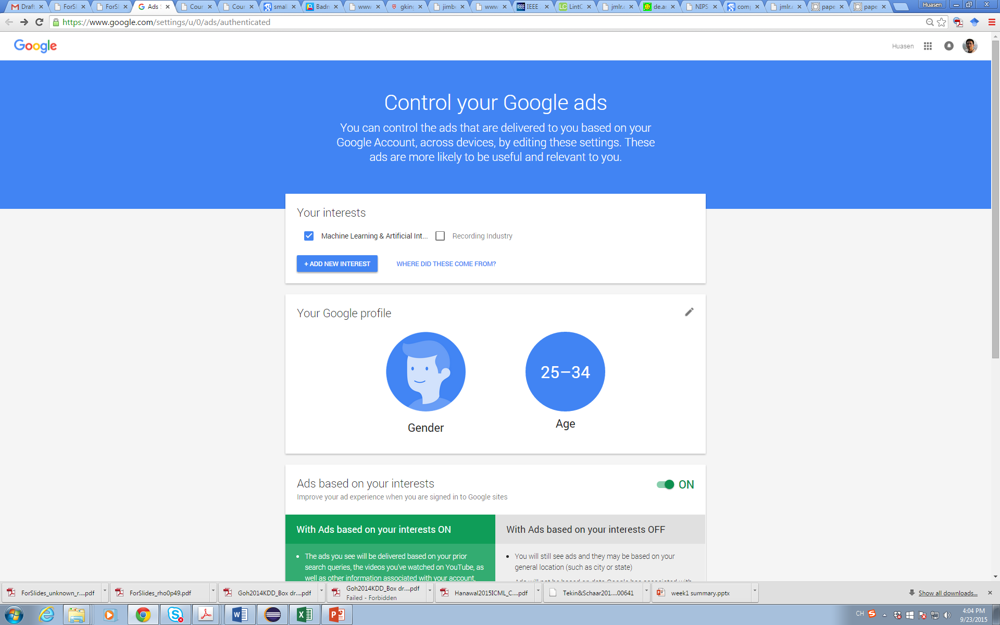 Draft
ForSl
ForSl
Ads
Cour
Cour
smal
Badn
www
gking
jimbe
www
IEEE IEEE
LC LintC
jmlr.c
de.ar
NIPS
comp
jmlr.c
pape
pape
Huasen
https://www.google.com/settings/u/0/ads/authenticated
Google
Huasen
Control your Google ads
You can control the ads that are delivered to you based on your
Google Account, across devices, by editing these settings. These
ads are more likely to be useful and relevant to you.
Your interests
Machine Learning & Artificial Int...
Recording Industry
+ ADD NEW INTEREST
WHERE DID THESE COME FROM?
Your Google profile
25–34
Gender
Age
Ads based on your interests
ON
Improve your ad experience when you are signed in to Google sites
With Ads based on your interests ON
With Ads based on your interests OFF
• The ads you see will be delivered based on your prior
search queries, the videos you've watched on YouTube, as
well as other information associated with your account,
• You will still see ads and they may be based on your
general location (such as city or state)
ForSlides_unknown_r....pdf
ForSlides_rho0p49.pdf
Goh2014KDD_Box dr....pdf
Goh2014KDD_Box dr....pdf
Failed - Forbidden
Hanawal2015ICML_C....pdf
Tekin&Schaar201....00641
week1 summary.pptx
Show all downloads...
CH
4:04 PM
9/23/2015